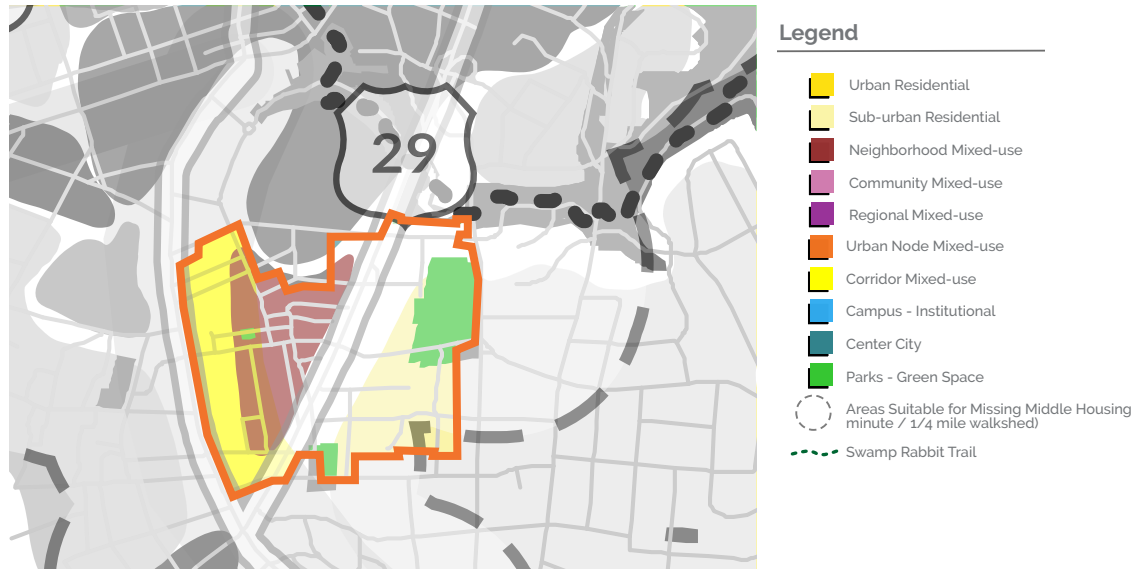 29
Legend
Urban Residential
Sub-urban Residential
Neighborhood Mixed-use
Community Mixed-use
Regional Mixed-use
Urban Node Mixed-use
Corridor Mixed-use
Campus - Institutional
Center City
Parks - Green Space
Areas Suitable for Missing Middle Housing
minute / 1/4 mile walkshed)
Swamp Rabbit Trail